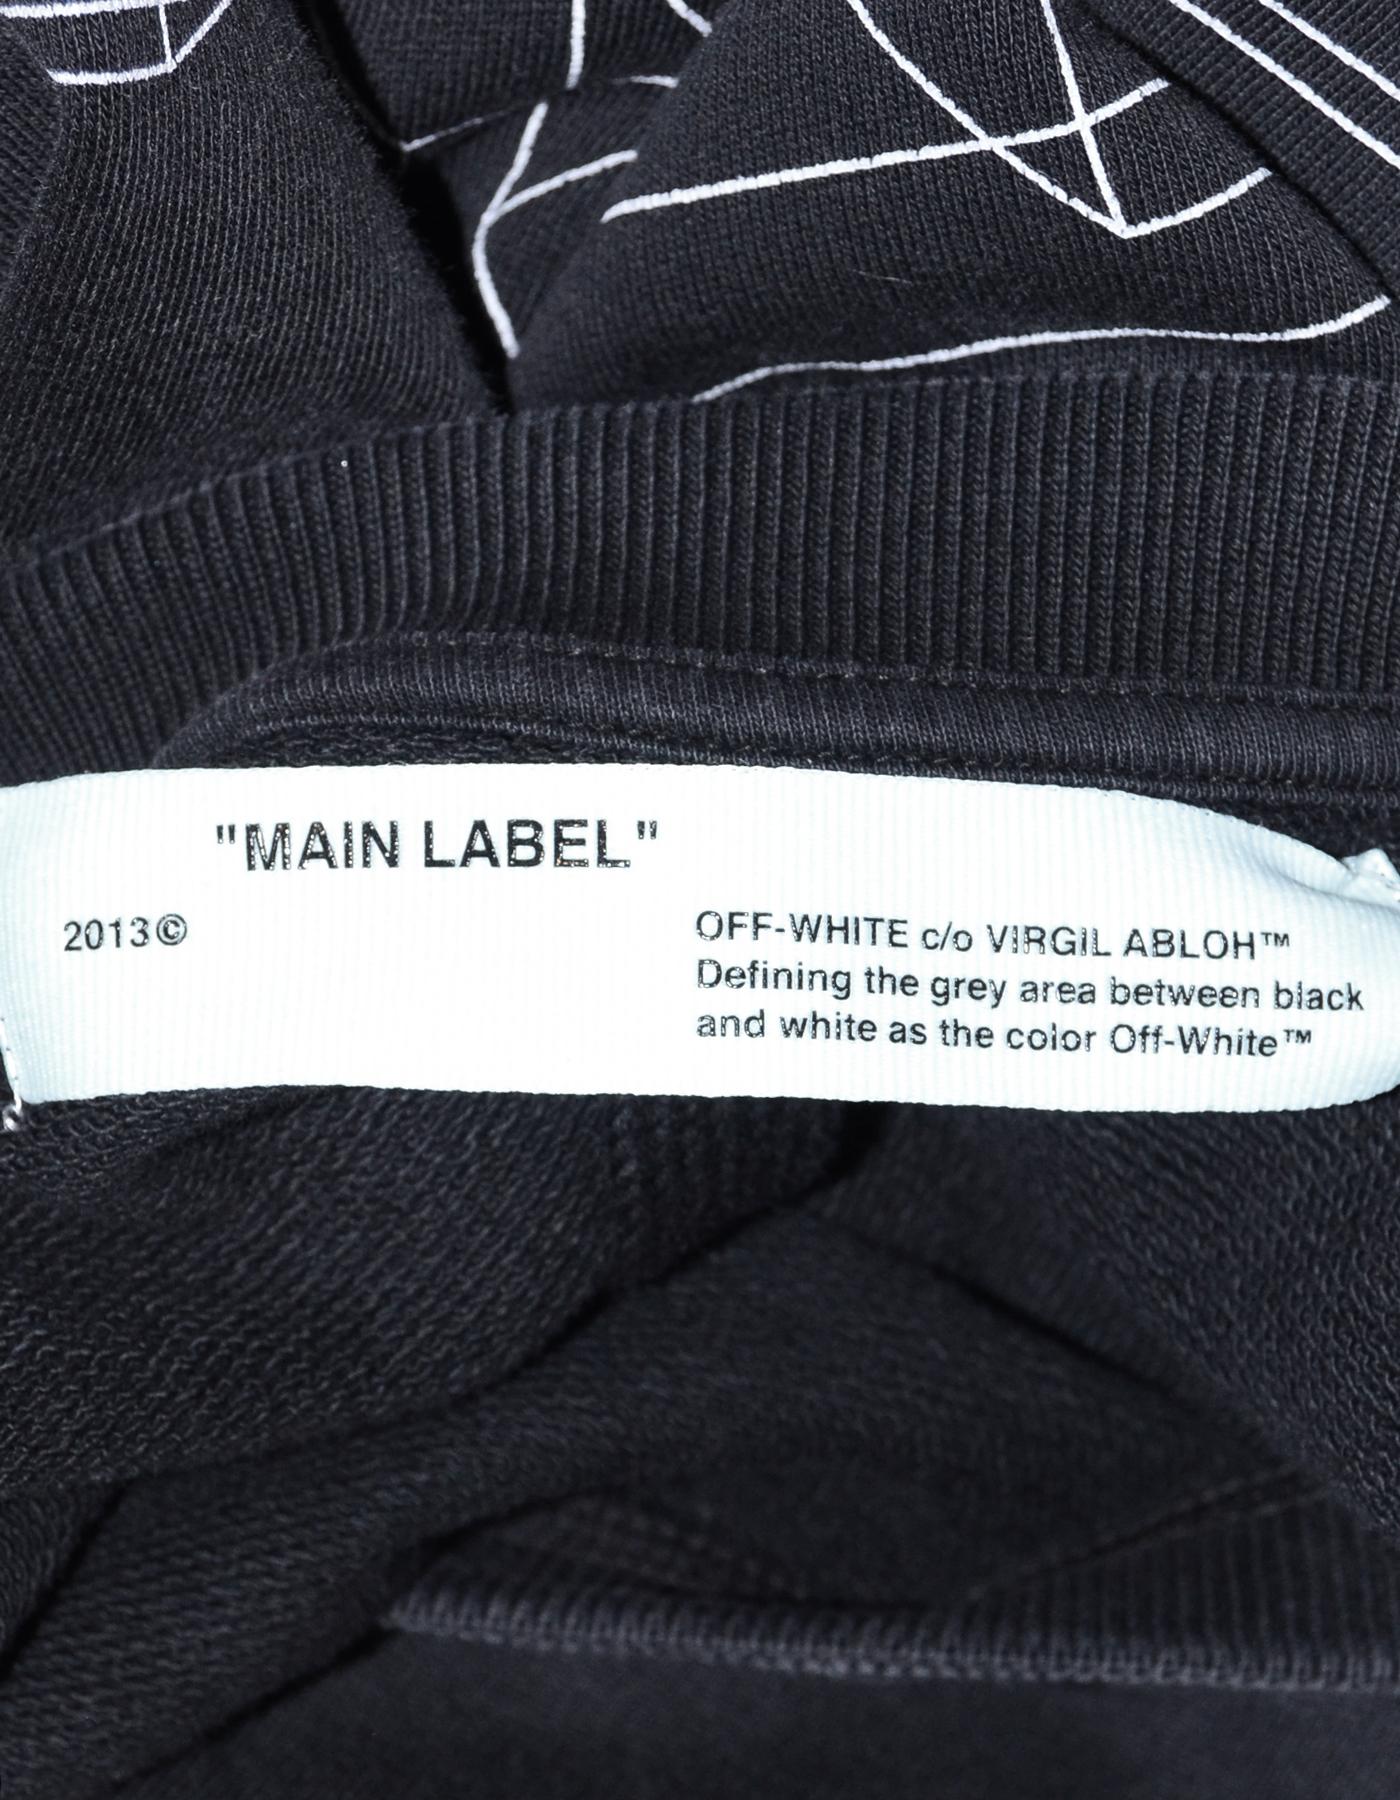 "MAIN LABEL"
2013©
OFF-WHITE c/o VIRGIL ABLOH™
Defining the grey area between black
and white as the color Off-White™